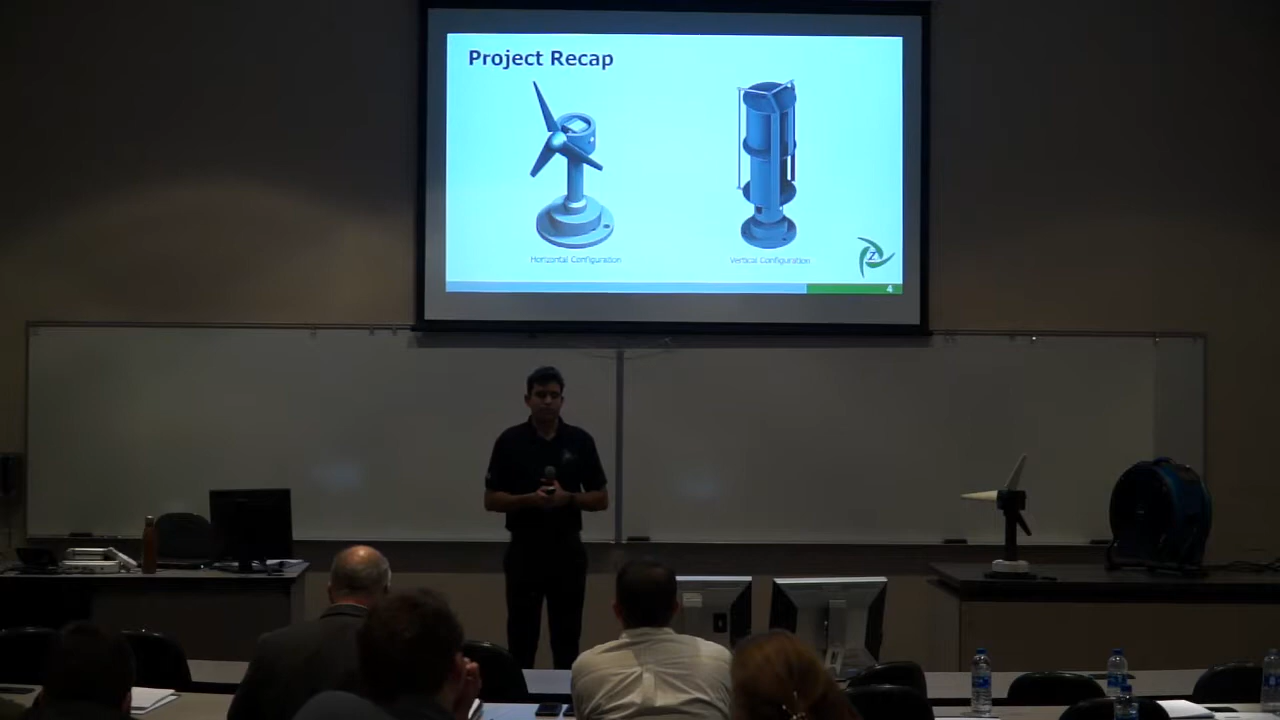 Project Recap
Horizontal Configuration
Vertical Configuration
Z
4